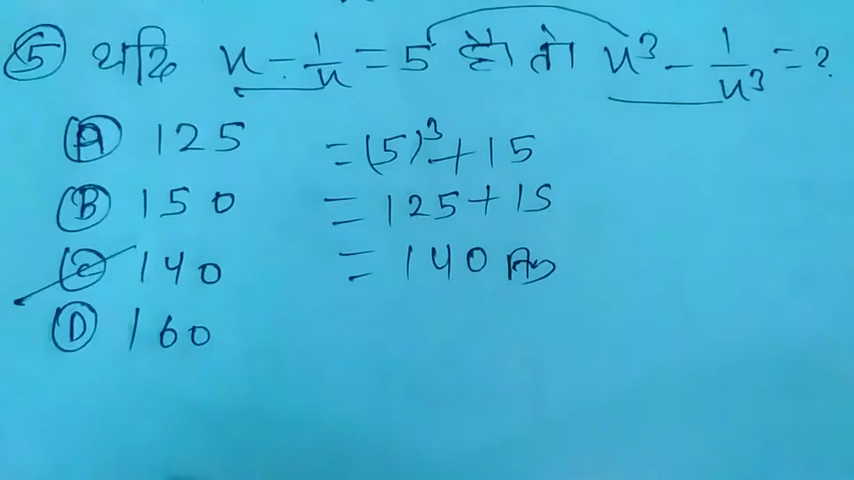 ⑤ यदि x - 1/x = 5 है। तो x³ - 1/x³ = ?
Ⓐ 125 = (5)³ + 15
Ⓑ 150 = 125 + 15
Ⓒ 140 = 140 Ans
Ⓓ 160